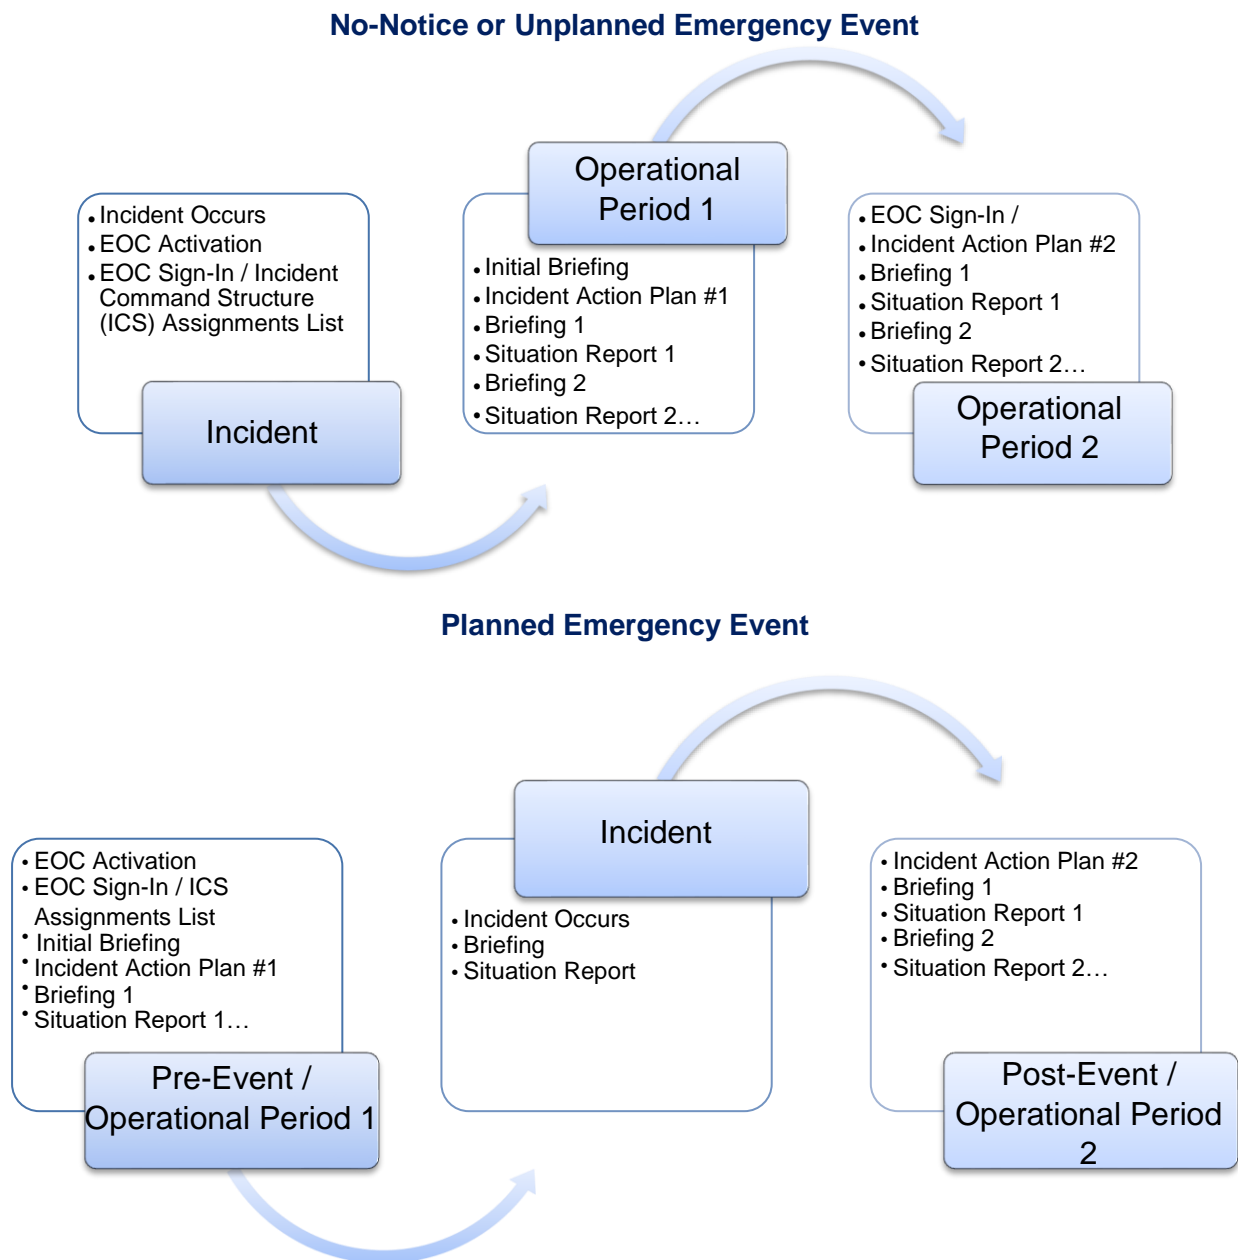 No-Notice or Unplanned Emergency Event
• Incident Occurs
• EOC Activation
• EOC Sign-In / Incident
Command Structure
(ICS) Assignments List
Incident
Operational
Period 1
• Initial Briefing
• Incident Action Plan #1
• Briefing 1
• Situation Report 1
• Briefing 2
• Situation Report 2…
• EOC Sign-In /
• Incident Action Plan #2
• Briefing 1
• Situation Report 1
• Briefing 2
• Situation Report 2…
Operational
Period 2
Planned Emergency Event
• EOC Activation
• EOC Sign-In / ICS
Assignments List
• Initial Briefing
• Incident Action Plan #1
• Briefing 1
• Situation Report 1…
Pre-Event /
Operational Period 1
Incident
• Incident Occurs
• Briefing
• Situation Report
• Incident Action Plan #2
• Briefing 1
• Situation Report 1
• Briefing 2
• Situation Report 2…
Post-Event /
Operational Period
2